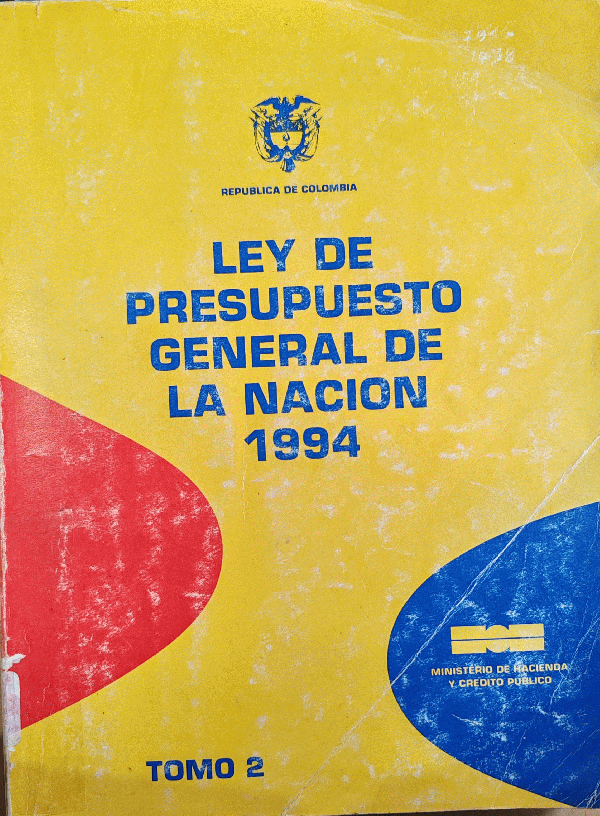 REPUBLICA DE COLOMBIA
LEY DE
PRESUPUESTO
GENERAL DE
LA NACION
1994
MINISTERIO DE HACIENDA
Y CREDITO PUBLICO
TOMO 2